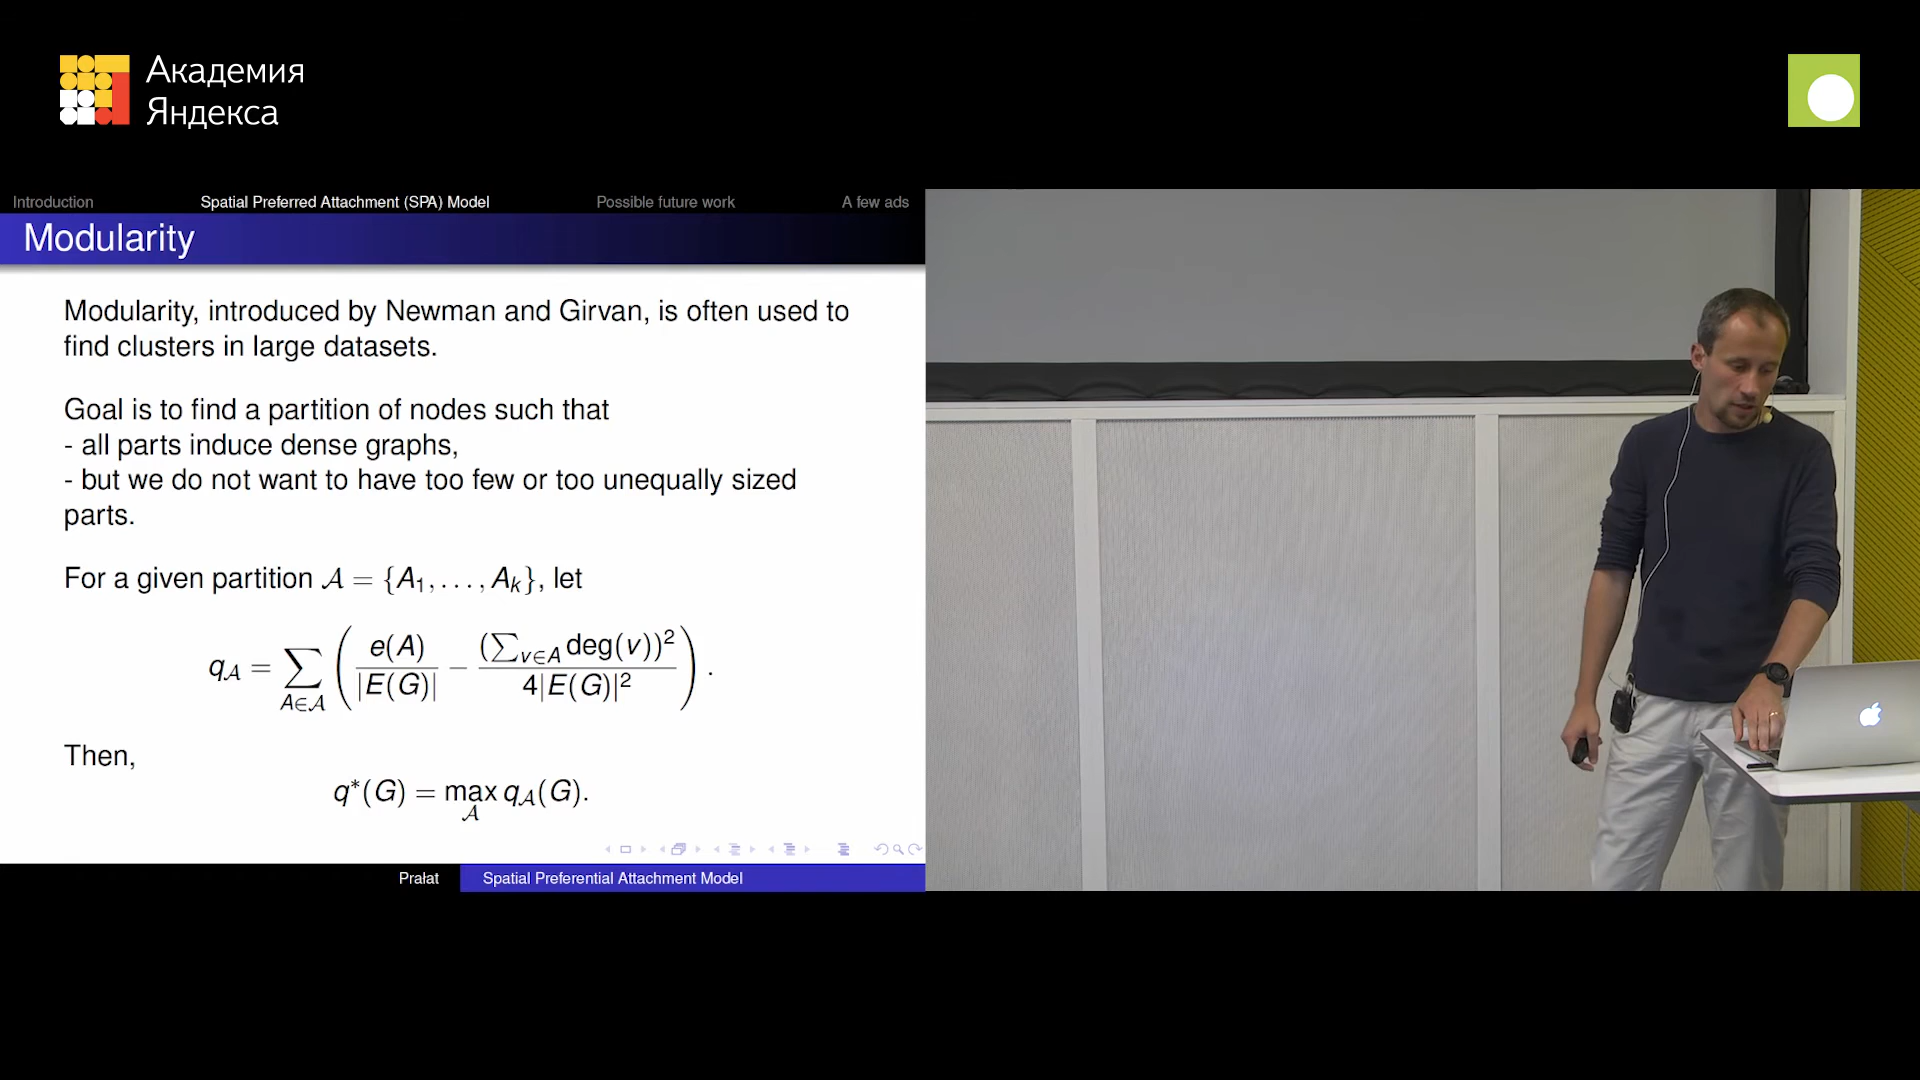 Академия
Яндекса
Introduction Spatial Preferred Attachment (SPA) Model Possible future work A few ads
Modularity
Modularity, introduced by Newman and Girvan, is often used to
find clusters in large datasets.
Goal is to find a partition of nodes such that
- all parts induce dense graphs,
- but we do not want to have too few or too unequally sized
parts.
For a given partition 𝒜 = {A₁, . . . , Aₖ}, let
q𝒜 = ∑A∈𝒜 ( e(A) / |E(G)| − (∑v∈A deg(v))² / 4|E(G)|² ) .
Then,
q*(G) = max𝒜 q𝒜(G).
Prałat Spatial Preferential Attachment Model